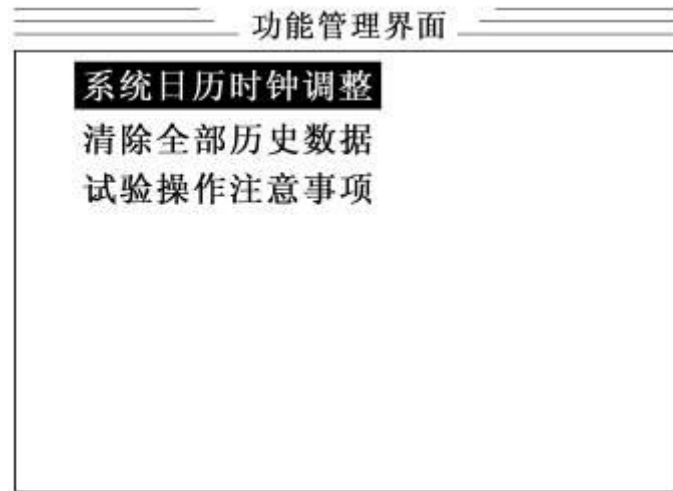 功能管理界面
系统日历时钟调整
清除全部历史数据
试验操作注意事项